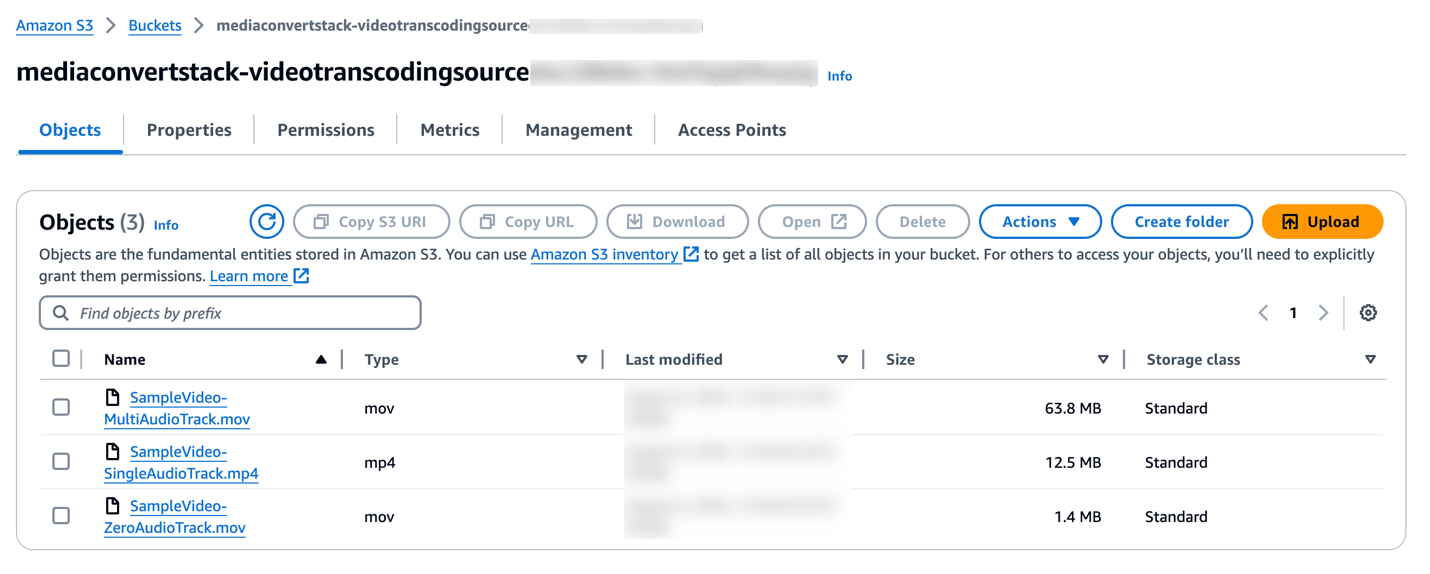 Amazon S3 > Buckets > mediaconvertstack-videotranscodingsource
mediaconvertstack-videotranscodingsource Info
Objects Properties Permissions Metrics Management Access Points
Objects (3) Info Copy S3 URI Copy URL Download Open Delete Actions Create folder Upload
Objects are the fundamental entities stored in Amazon S3. You can use Amazon S3 inventory to get a list of all objects in your bucket. For others to access your objects, you'll need to explicitly
grant them permissions. Learn more
Find objects by prefix 1
Name Type Last modified Size Storage class
SampleVideo-
MultiAudioTrack.mov mov 63.8 MB Standard
SampleVideo-
SingleAudioTrack.mp4 mp4 12.5 MB Standard
SampleVideo-
ZeroAudioTrack.mov mov 1.4 MB Standard